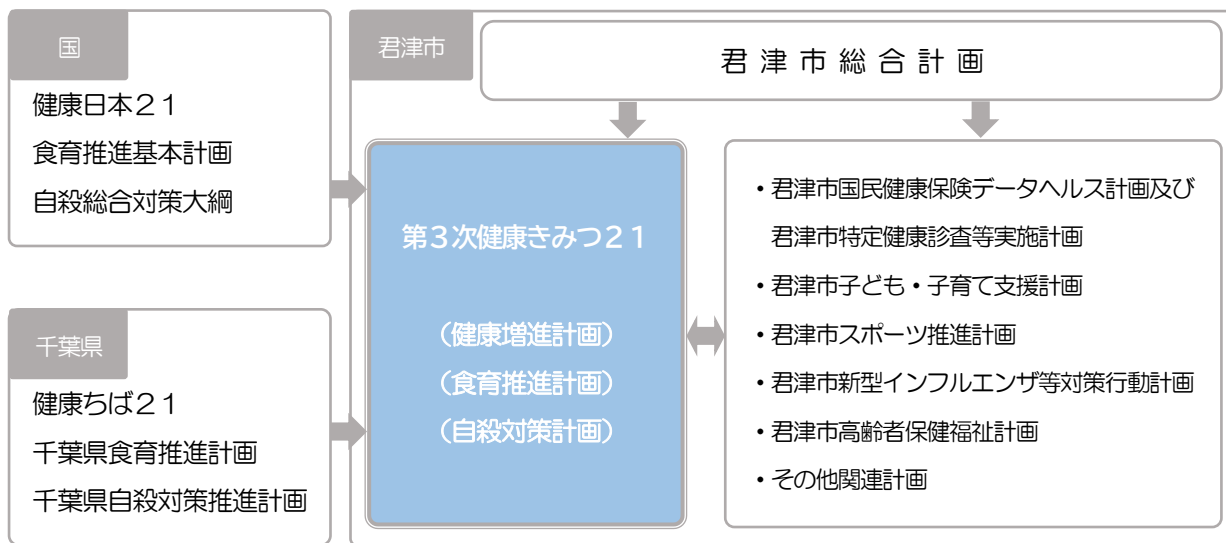 国
健康日本２１
食育推進基本計画
自殺総合対策大綱
千葉県
健康ちば２１
千葉県食育推進計画
千葉県自殺対策推進計画
君津市
君津市総合計画
第３次健康きみつ２１
（健康増進計画）
（食育推進計画）
（自殺対策計画）
・君津市国民健康保険データヘルス計画及び
君津市特定健康診査等実施計画
・君津市子ども・子育て支援計画
・君津市スポーツ推進計画
・君津市新型インフルエンザ等対策行動計画
・君津市高齢者保健福祉計画
・その他関連計画